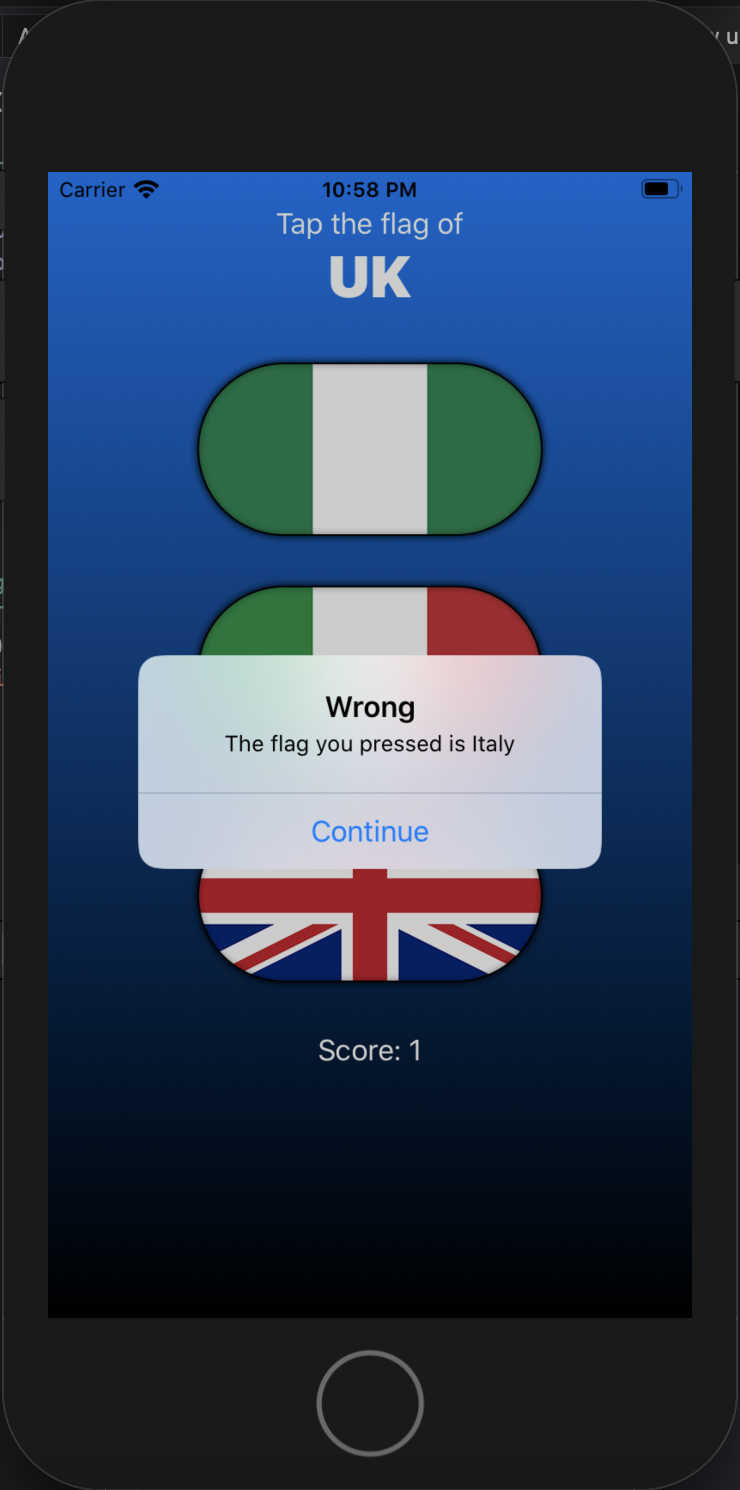 Carrier 10:58 PM
Tap the flag of
UK
Wrong
The flag you pressed is Italy
Continue
Score: 1